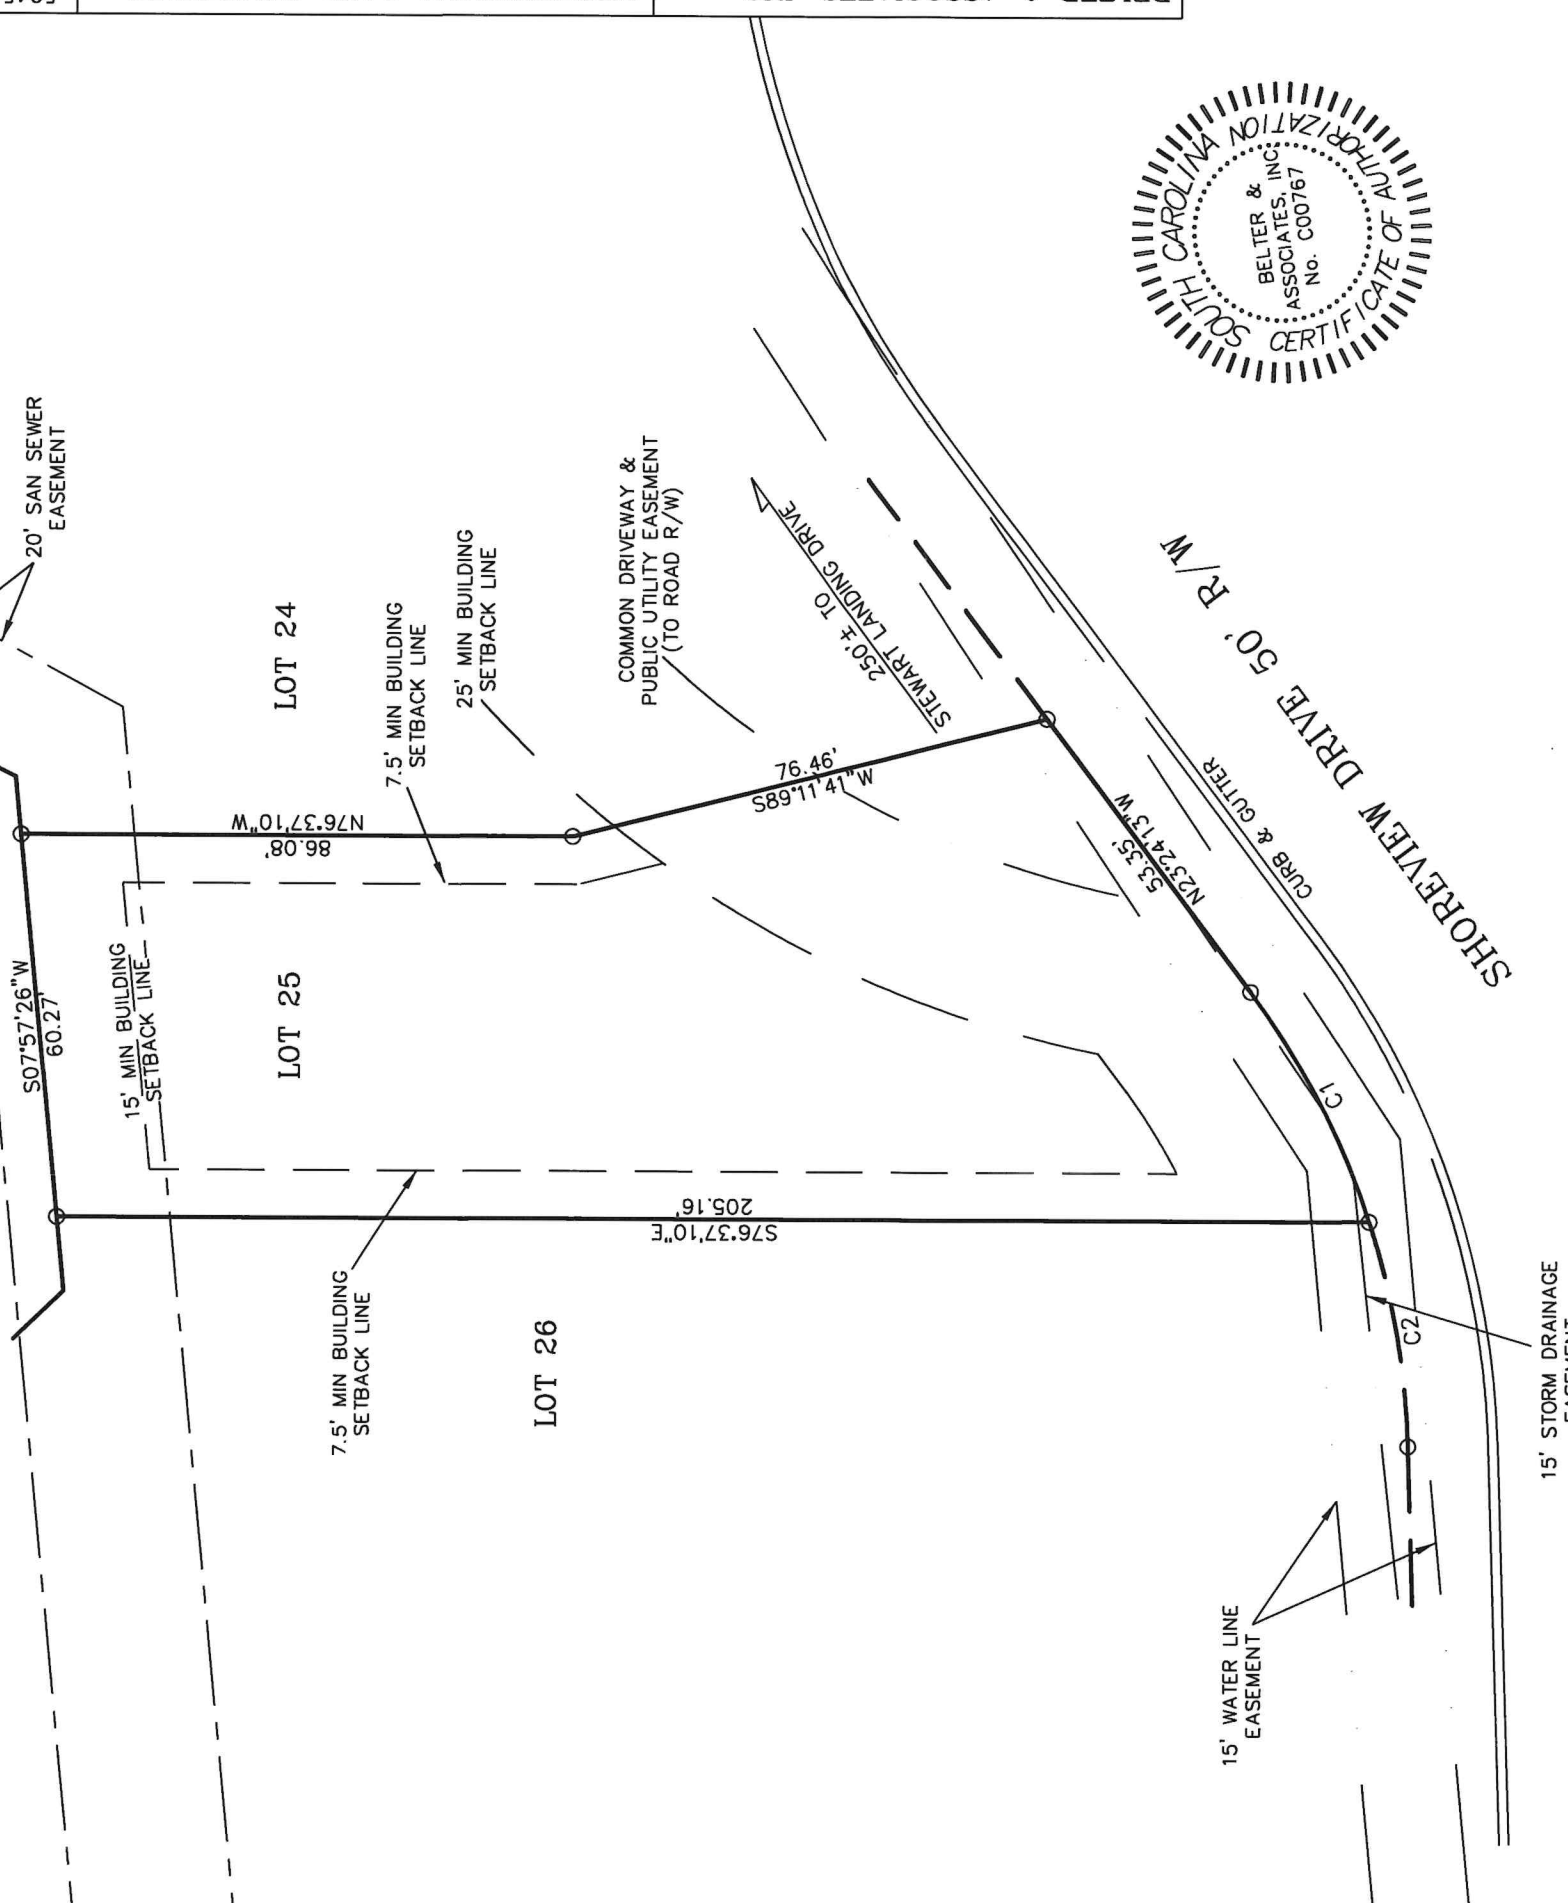 20' SAN SEWER
EASEMENT
LOT 24
7.5' MIN BUILDING
SETBACK LINE
25' MIN BUILDING
SETBACK LINE
COMMON DRIVEWAY &
PUBLIC UTILITY EASEMENT
(TO ROAD R/W)
250'± TO
STEWART LANDING DRIVE
SOUTH CAROLINA
CERTIFICATE OF AUTHORIZATION
BELTER &
ASSOCIATES, INC.
No. C00767
N76°37'10"W
86.08'
76.46'
S89°11'41"W
S07°57'26"W
60.27'
15' MIN BUILDING
SETBACK LINE
LOT 25
53.35'
N23°24'13"W
CURB & GUTTER
SHOREVIEW DRIVE 50' R/W
C1
205.16'
S76°37'10"E
7.5' MIN BUILDING
SETBACK LINE
LOT 26
C2
15' STORM DRAINAGE
EASEMENT
15' WATER LINE
EASEMENT